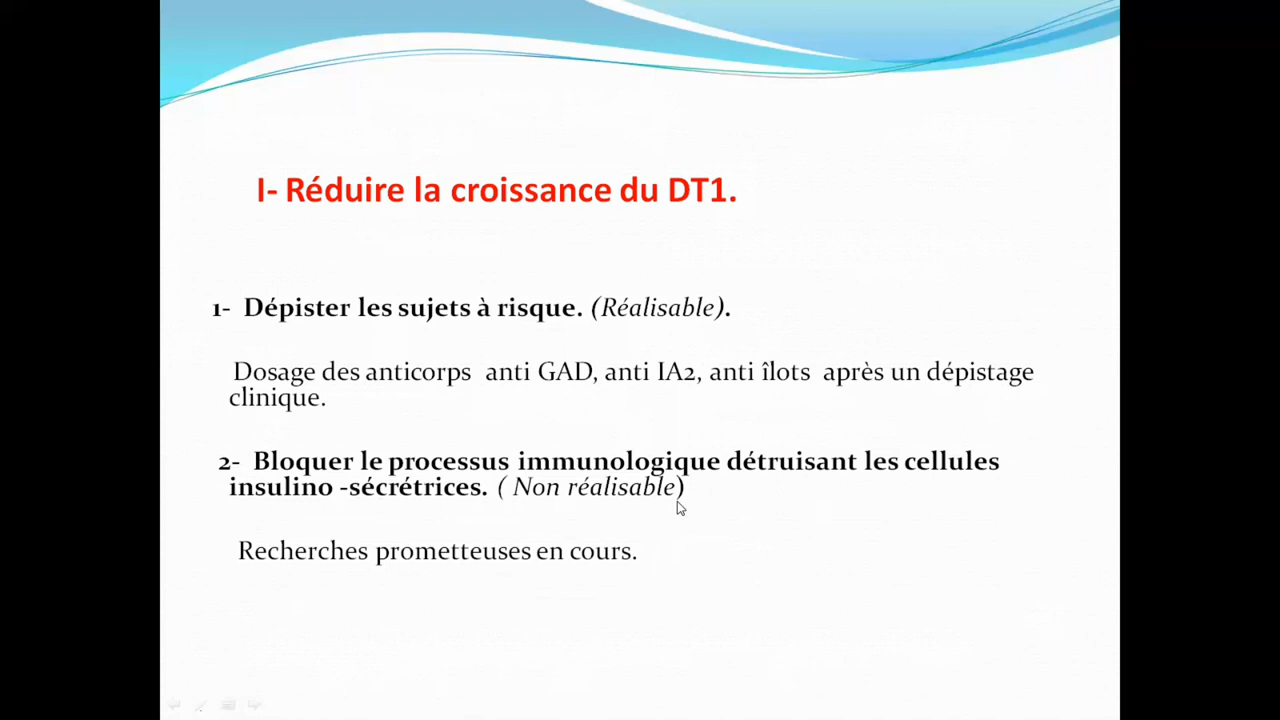 I- Réduire la croissance du DT1.
1- Dépister les sujets à risque. (Réalisable).
Dosage des anticorps anti GAD, anti IA2, anti îlots après un dépistage
clinique.
2- Bloquer le processus immunologique détruisant les cellules
insulino -sécrétrices. ( Non réalisable)
Recherches prometteuses en cours.